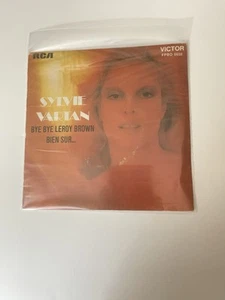 RCA
VICTOR
SYLVIE
VARTAN
BYE BYE LEROY BROWN
BIEN SUR...